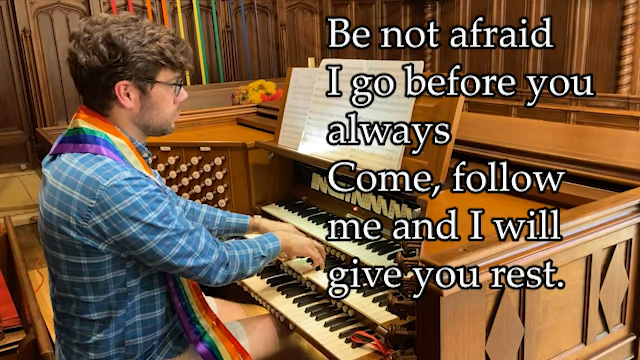 Be not afraid
I go before you
always
Come, follow
me and I will
give you rest.